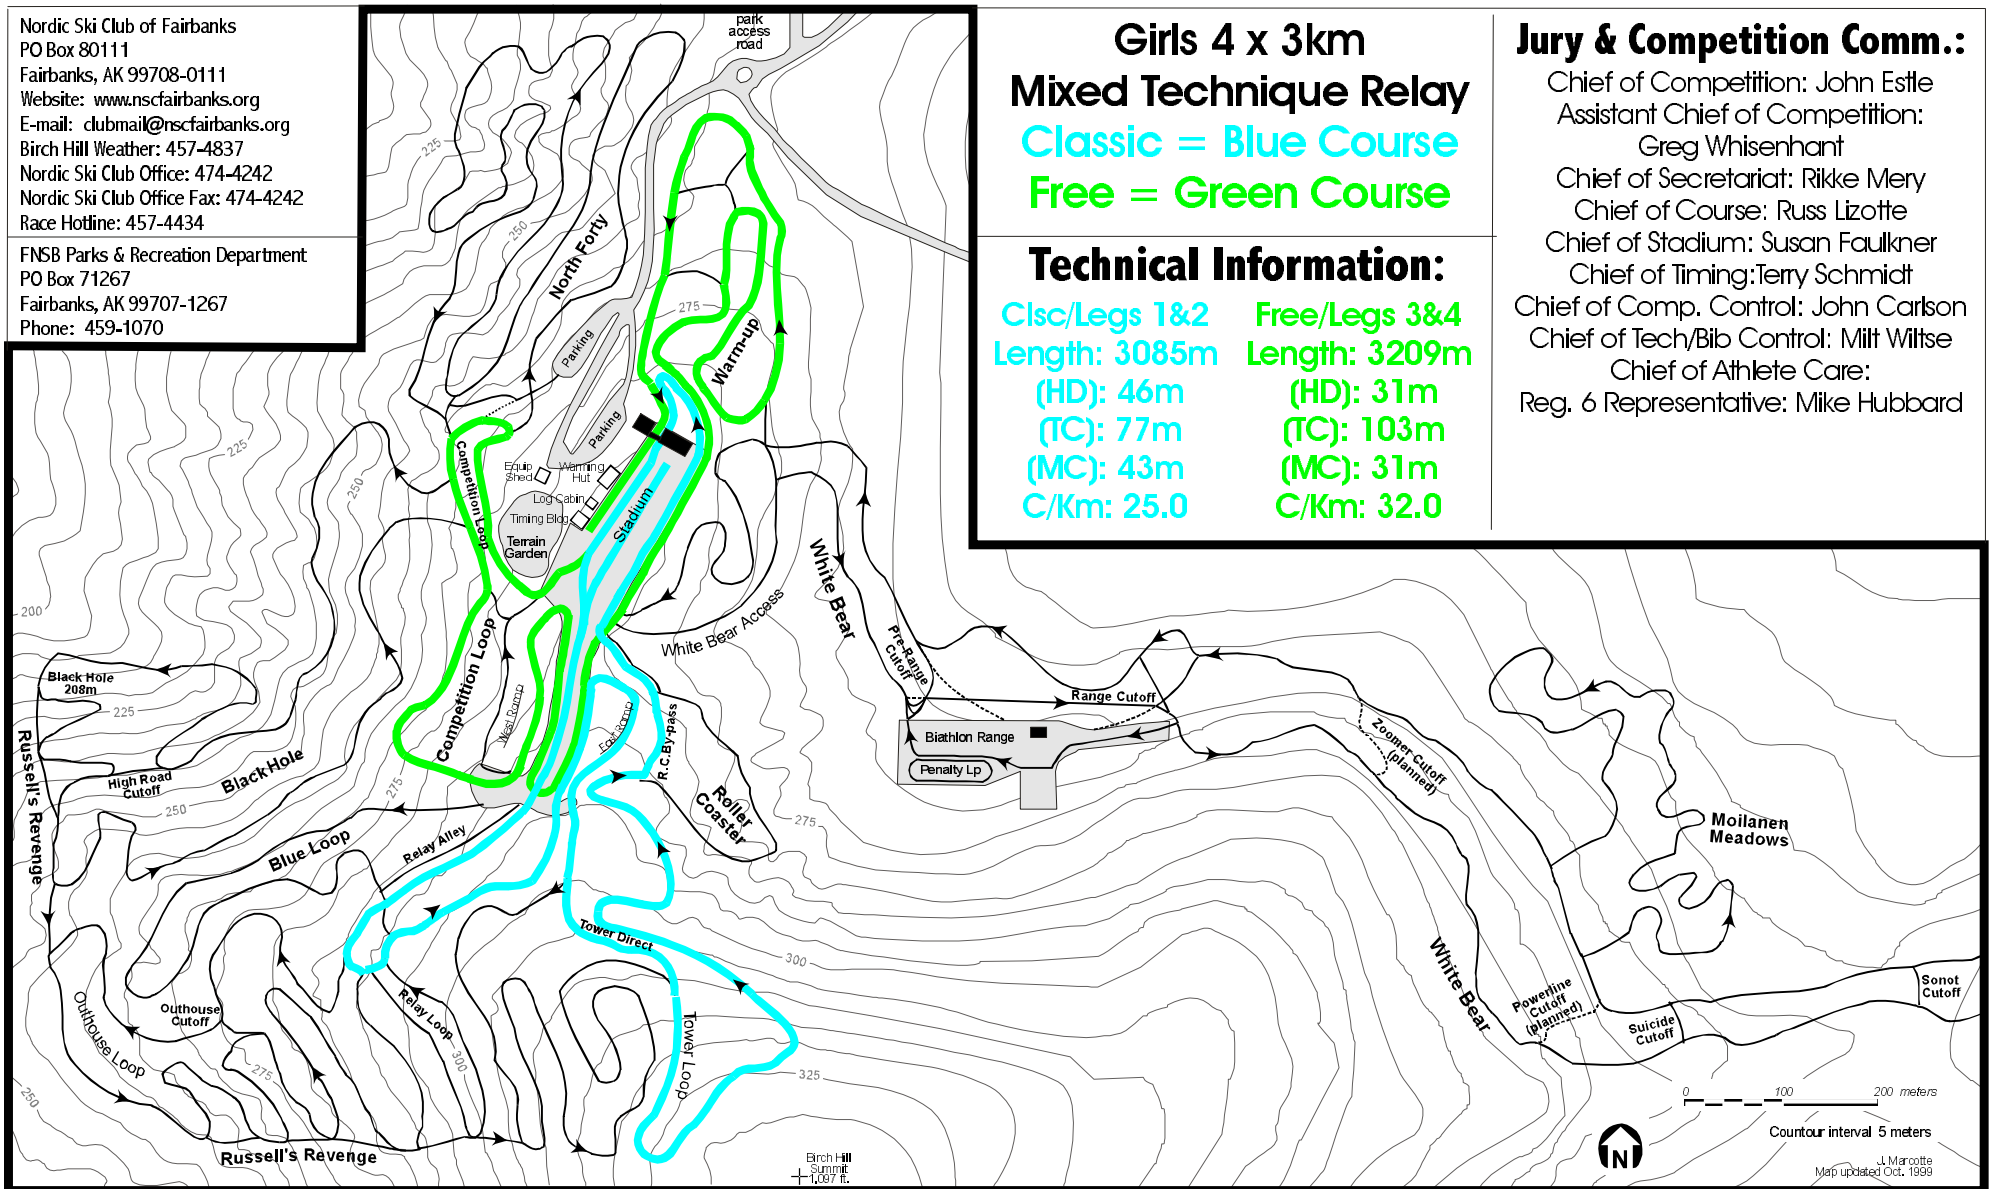 Nordic Ski Club of Fairbanks
PO Box 80111
Fairbanks, AK 99708-0111
Website: www.nscfairbanks.org
E-mail: clubmail@nscfairbanks.org
Birch Hill Weather: 457-4837
Nordic Ski Club Office: 474-4242
Nordic Ski Club Office Fax: 474-4242
Race Hotline: 457-4434
FNSB Parks & Recreation Department
PO Box 71267
Fairbanks, AK 99707-1267
Phone: 459-1070
Girls 4 x 3km
Mixed Technique Relay
Classic = Blue Course
Free = Green Course
Technical Information:
Clsc/Legs 1&2
Length: 3085m
(HD): 46m
(TC): 77m
(MC): 43m
C/Km: 25.0
Free/Legs 3&4
Length: 3209m
(HD): 31m
(TC): 103m
(MC): 31m
C/Km: 32.0
Jury & Competition Comm.:
Chief of Competition: John Estle
Assistant Chief of Competition:
Greg Whisenhant
Chief of Secretariat: Rikke Mery
Chief of Course: Russ Lizotte
Chief of Stadium: Susan Faulkner
Chief of Timing:Terry Schmidt
Chief of Comp. Control: John Carlson
Chief of Tech/Bib Control: Milt Wiltse
Chief of Athlete Care:
Reg. 6 Representative: Mike Hubbard
park
access
road
225
250
North Forty
275
Parking
Warm-up
Parking
Competition Loop
Equip
Shed
Warming
Hut
Log Cabin
Timing Bldg
Terrain
Garden
Stadium
225
250
200
White Bear
White Bear Access
Pre-Range
Cutoff
Competition Loop
West Ramp
East Ramp
R.C.By-pass
Range Cutoff
Biathlon Range
Penalty Lp
Zoomer Cutoff
(planned)
Black Hole
208m
225
Russell's Revenge
High Road
Cutoff
Black Hole
250
275
Roller
Coaster
275
Moilanen
Meadows
Blue Loop
Relay Alley
Tower Direct
300
White Bear
Powerline
Cutoff
(planned)
Suicide
Cutoff
Sonot
Cutoff
Outhouse Loop
Outhouse
Cutoff
Relay Loop
300
275
250
Tower Loop
325
Russell's Revenge
Birch Hill
Summit
1,097 ft.
0 100 200 meters
Countour interval 5 meters
N
J. Marcotte
Map updated Oct. 1999